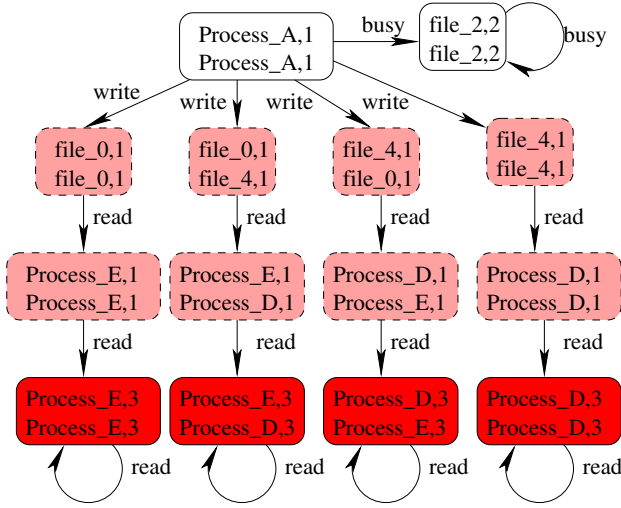 Process_A,1
Process_A,1
busy
file_2,2
file_2,2
busy
write
write
write
write
file_0,1
file_0,1
file_0,1
file_4,1
file_4,1
file_0,1
file_4,1
file_4,1
read
read
read
read
Process_E,1
Process_E,1
Process_E,1
Process_D,1
Process_D,1
Process_E,1
Process_D,1
Process_D,1
read
read
read
read
Process_E,3
Process_E,3
Process_E,3
Process_D,3
Process_D,3
Process_E,3
Process_D,3
Process_D,3
read
read
read
read